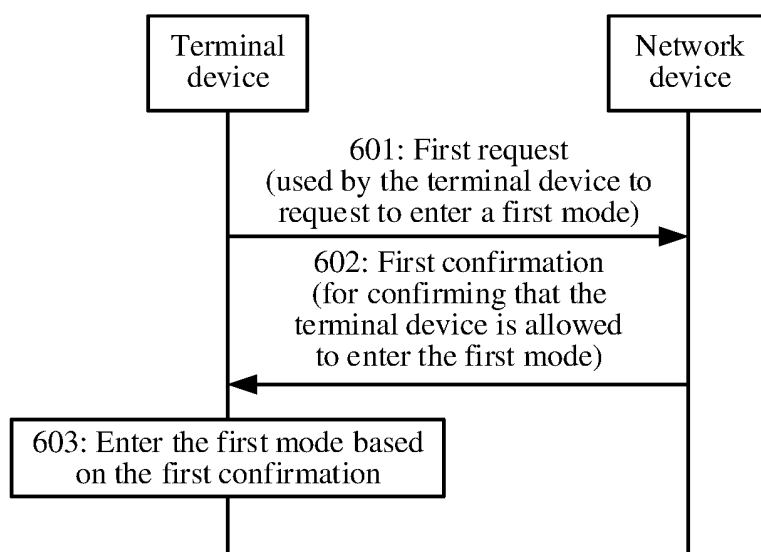 Terminal
device
Network
device
601: First request
(used by the terminal device to
request to enter a first mode)
602: First confirmation
(for confirming that the
terminal device is allowed
to enter the first mode)
603: Enter the first mode based
on the first confirmation